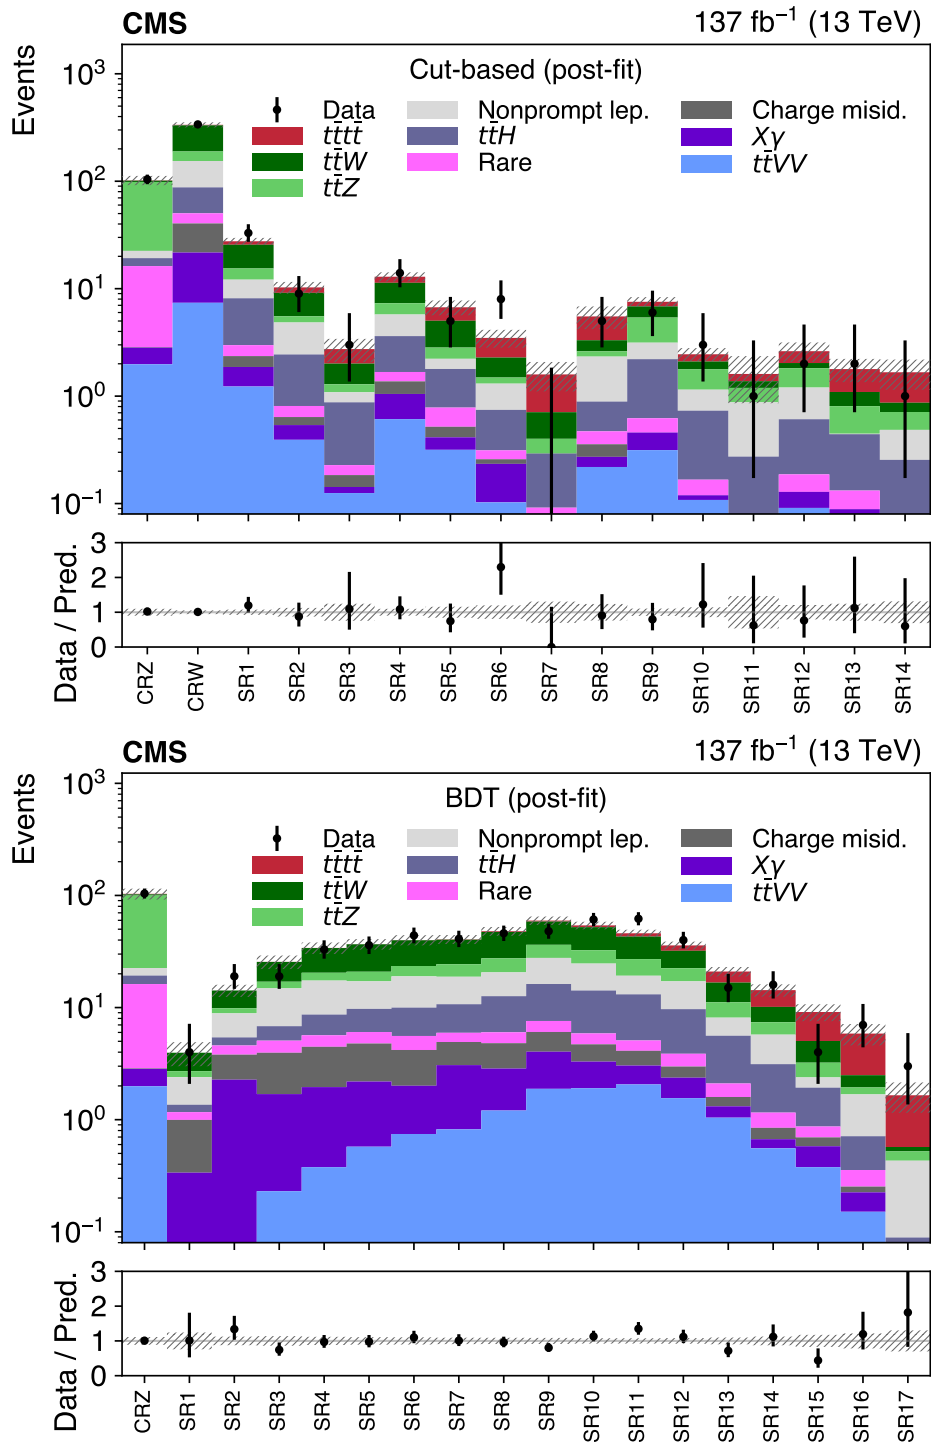 CMS 137 fb⁻¹ (13 TeV)
Events
Cut-based (post-fit)
Data Nonprompt lep. Charge misid.
tt̄tt̄ tt̄H Xγ
tt̄W Rare tt̄VV
tt̄Z
10³
10²
10¹
10⁰
10⁻¹
Data / Pred.
3
2
1
0
CRZ CRW SR1 SR2 SR3 SR4 SR5 SR6 SR7 SR8 SR9 SR10 SR11 SR12 SR13 SR14
CMS 137 fb⁻¹ (13 TeV)
Events
BDT (post-fit)
Data Nonprompt lep. Charge misid.
tt̄tt̄ tt̄H Xγ
tt̄W Rare tt̄VV
tt̄Z
10³
10²
10¹
10⁰
10⁻¹
Data / Pred.
3
2
1
0
CRZ SR1 SR2 SR3 SR4 SR5 SR6 SR7 SR8 SR9 SR10 SR11 SR12 SR13 SR14 SR15 SR16 SR17